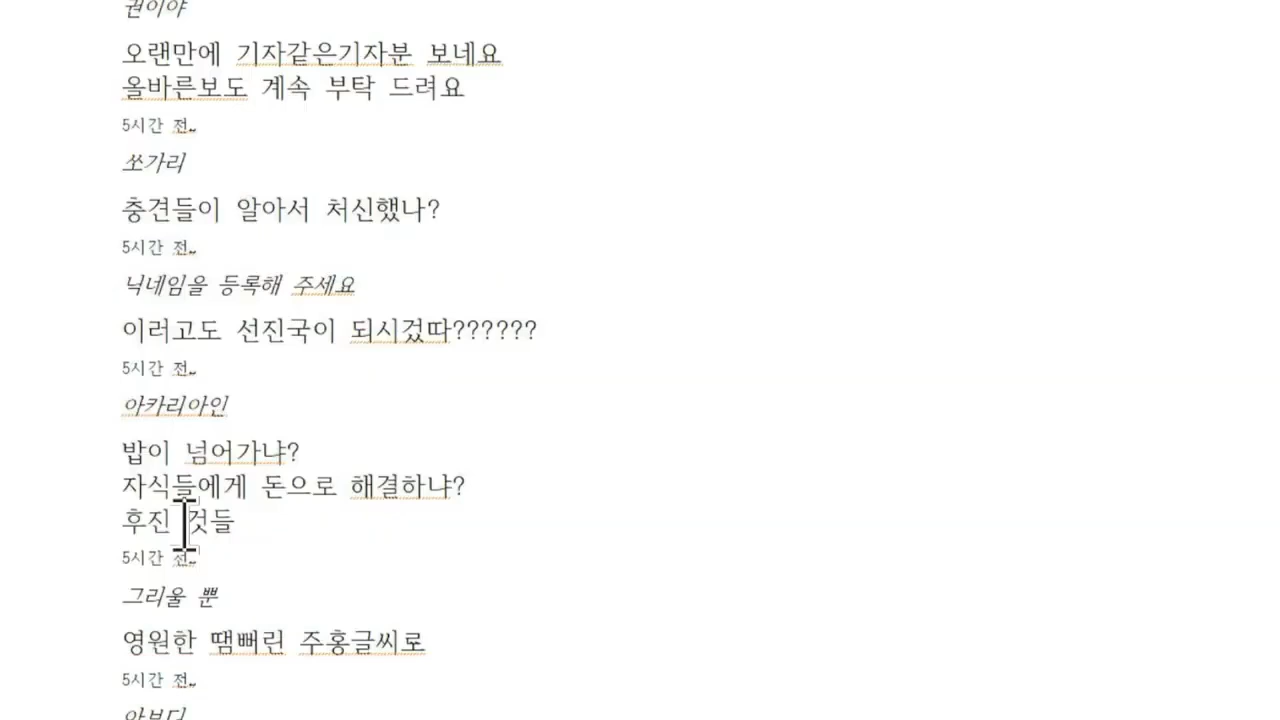 권이야
오랜만에 기자같은기자분 보네요
올바른보도 계속 부탁 드려요
5시간 전
쏘가리
충견들이 알아서 처신했나?
5시간 전
닉네임을 등록해 주세요
이러고도 선진국이 되시겄따??????
5시간 전
아카리아인
밥이 넘어가냐?
자식들에게 돈으로 해결하냐?
후진 것들
5시간 전
그리울 뿐
영원한 땜뻐린 주홍글씨로
5시간 전